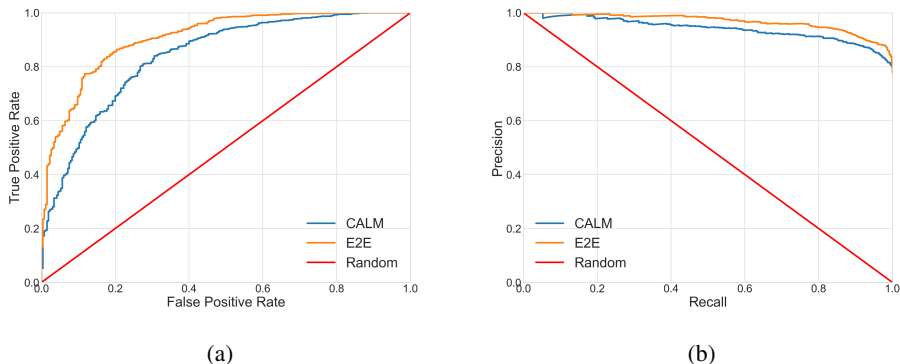 1.0
0.8
0.6
0.4
0.2
0.0
True Positive Rate
0.0 0.2 0.4 0.6 0.8 1.0
False Positive Rate
CALM
E2E
Random
(a)
1.0
0.8
0.6
0.4
0.2
0.0
Precision
0.0 0.2 0.4 0.6 0.8 1.0
Recall
CALM
E2E
Random
(b)